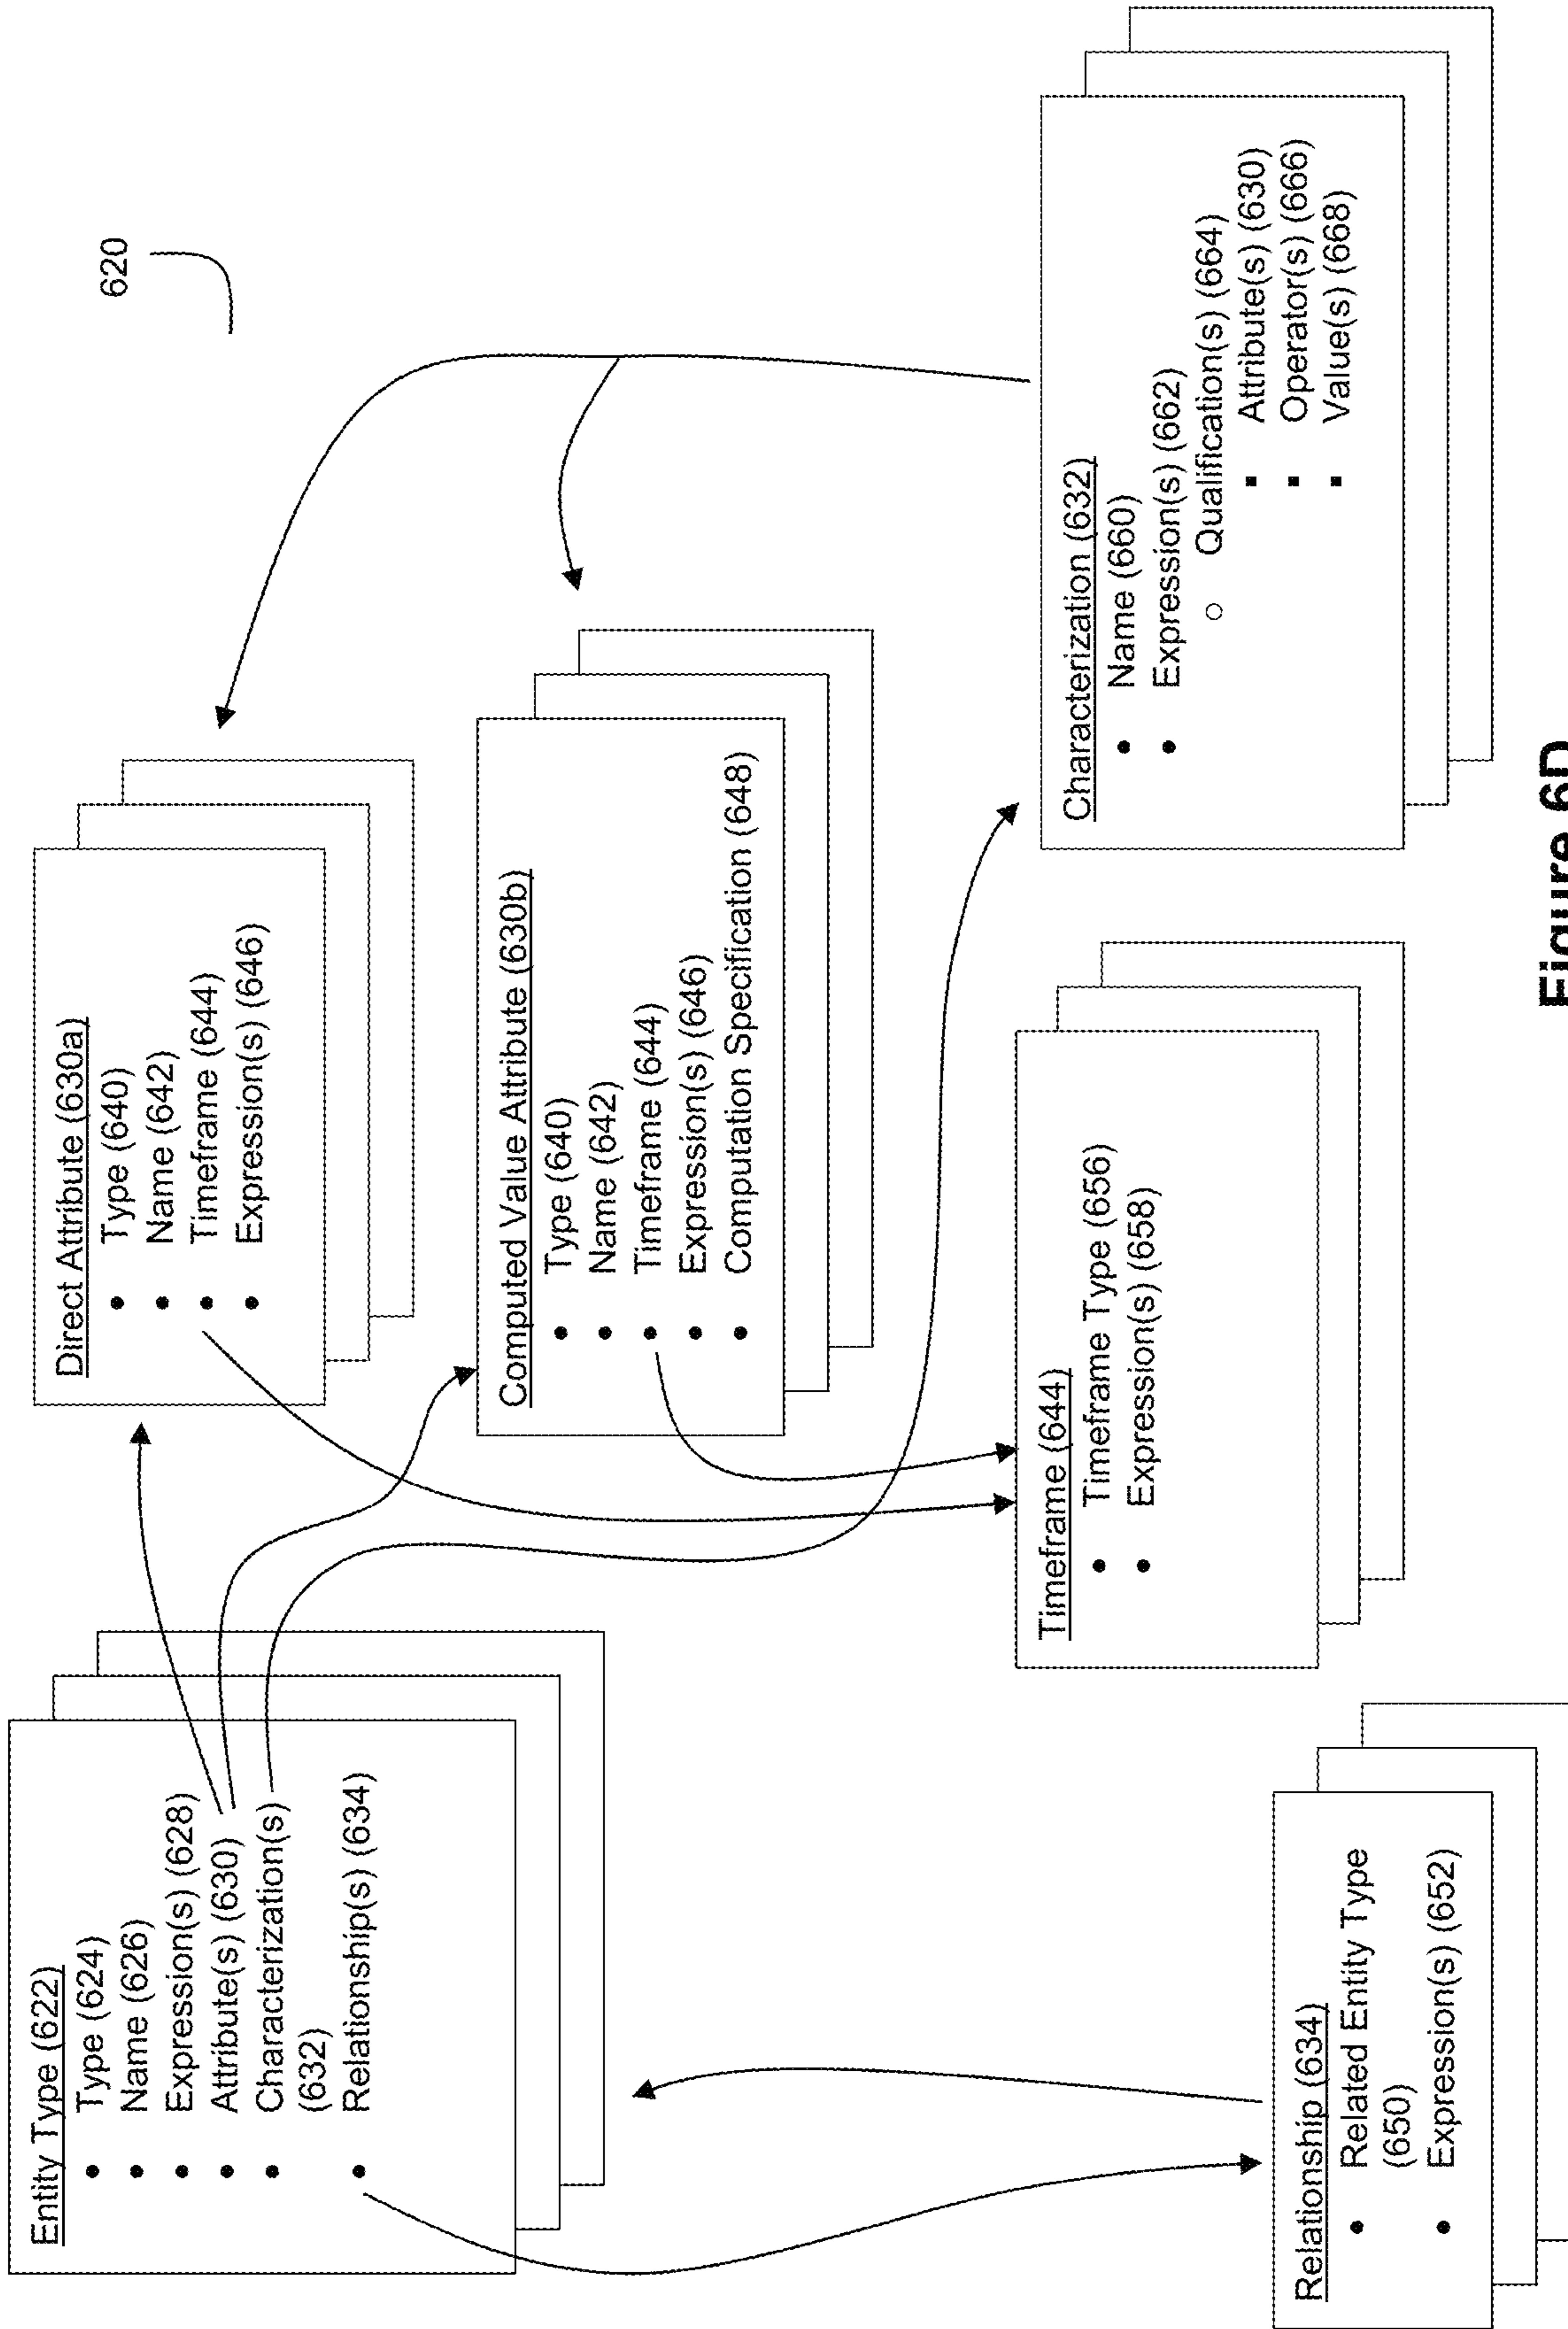 620
Entity Type (622)
• Type (624)
• Name (626)
• Expression(s) (628)
• Attribute(s) (630)
• Characterization(s)
(632)
• Relationship(s) (634)
Direct Attribute (630a)
• Type (640)
• Name (642)
• Timeframe (644)
• Expression(s) (646)
Computed Value Attribute (630b)
• Type (640)
• Name (642)
• Timeframe (644)
• Expression(s) (646)
• Computation Specification (648)
Relationship (634)
• Related Entity Type
(650)
• Expression(s) (652)
Timeframe (644)
• Timeframe Type (656)
• Expression(s) (658)
Characterization (632)
• Name (660)
• Expression(s) (662)
○ Qualification(s) (664)
▪ Attribute(s) (630)
▪ Operator(s) (666)
▪ Value(s) (668)
Figure 6D